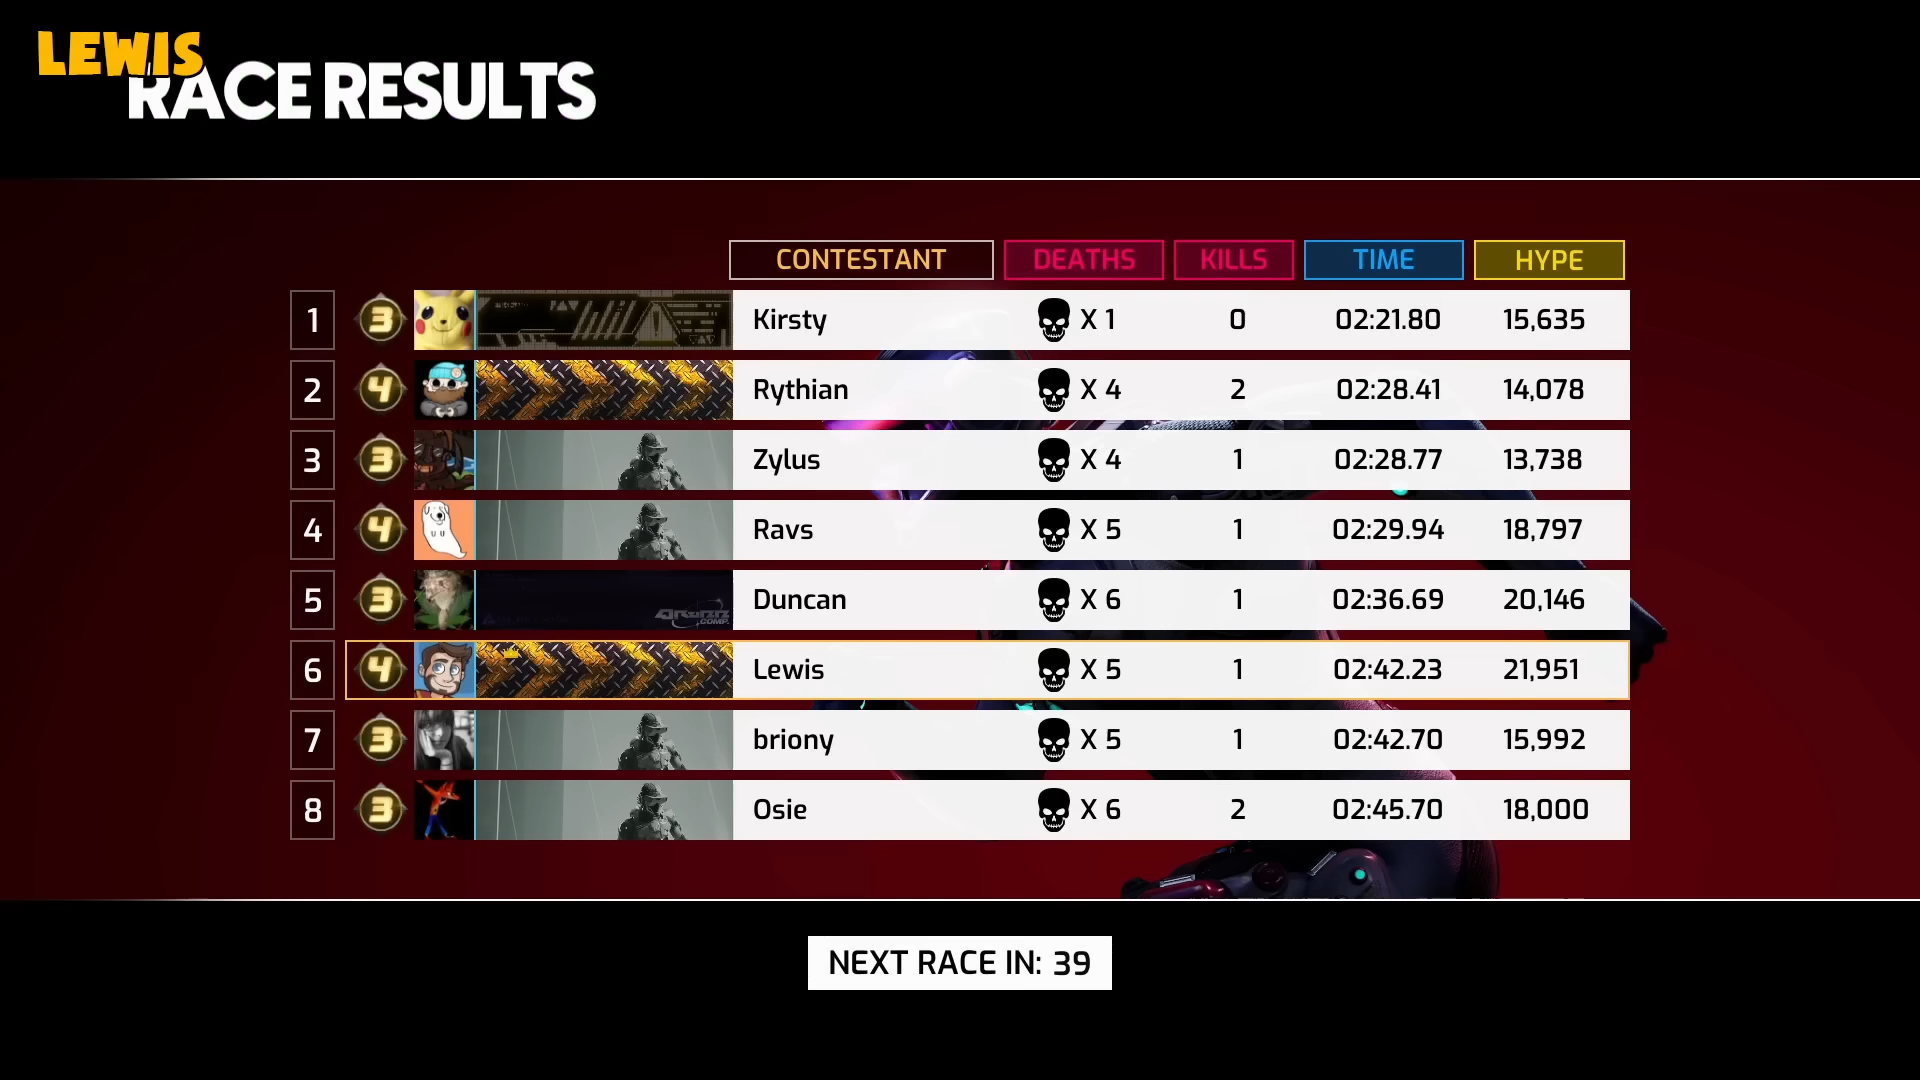 LEWIS
RACE RESULTS
CONTESTANT DEATHS KILLS TIME HYPE
1 3 Kirsty X 1 0 02:21.80 15,635
2 4 Rythian X 4 2 02:28.41 14,078
3 3 Zylus X 4 1 02:28.77 13,738
4 4 Ravs X 5 1 02:29.94 18,797
5 3 Duncan X 6 1 02:36.69 20,146
6 4 Lewis X 5 1 02:42.23 21,951
7 3 briony X 5 1 02:42.70 15,992
8 3 Osie X 6 2 02:45.70 18,000
NEXT RACE IN: 39